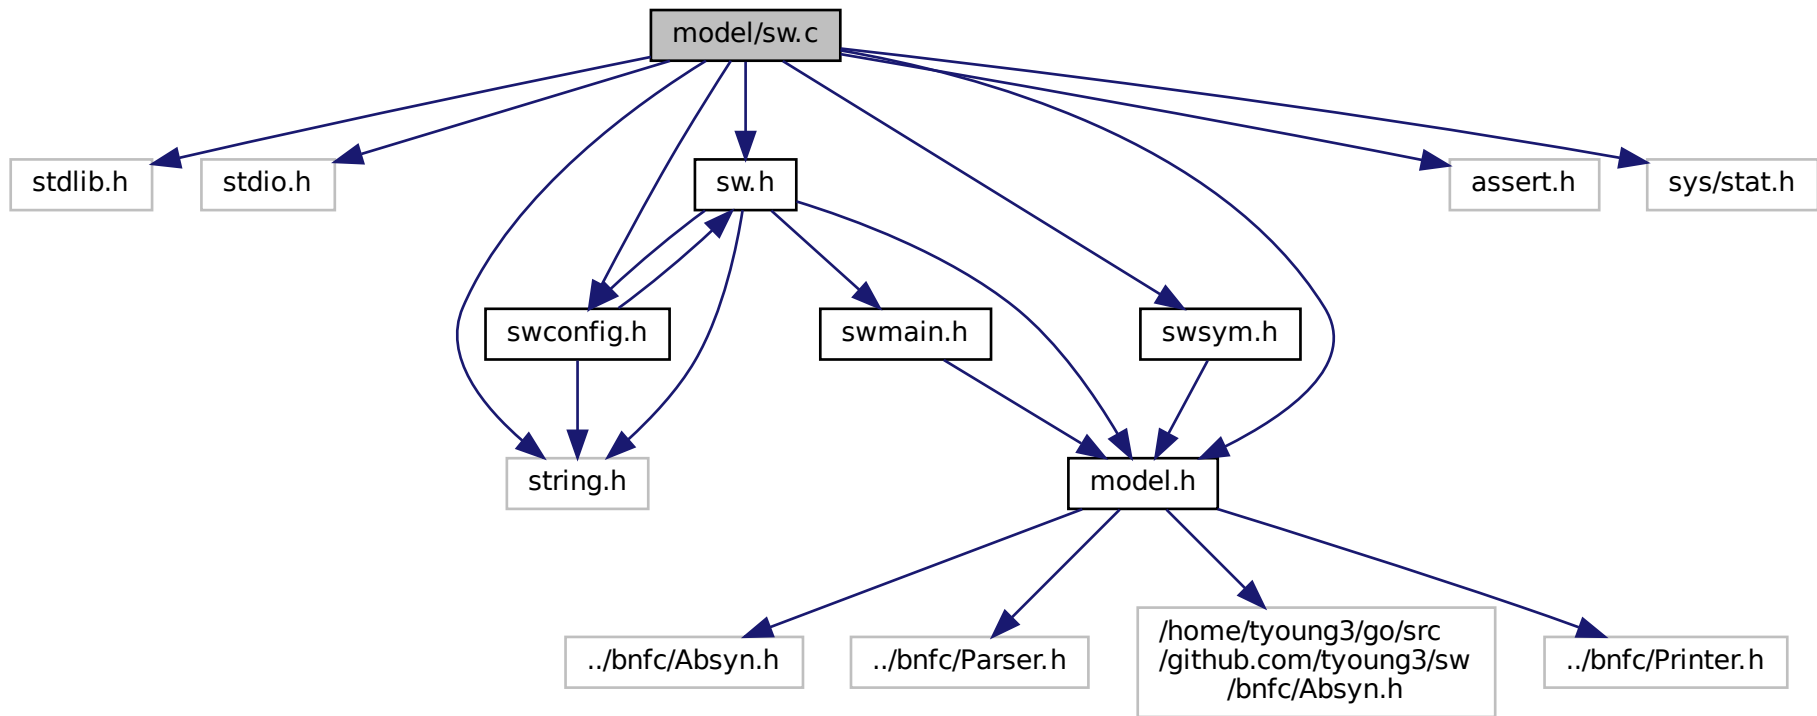 model/sw.c
stdlib.h
stdio.h
sw.h
assert.h
sys/stat.h
swconfig.h
swmain.h
swsym.h
string.h
model.h
../bnfc/Absyn.h
../bnfc/Parser.h
/home/tyoung3/go/src
/github.com/tyoung3/sw
/bnfc/Absyn.h
../bnfc/Printer.h